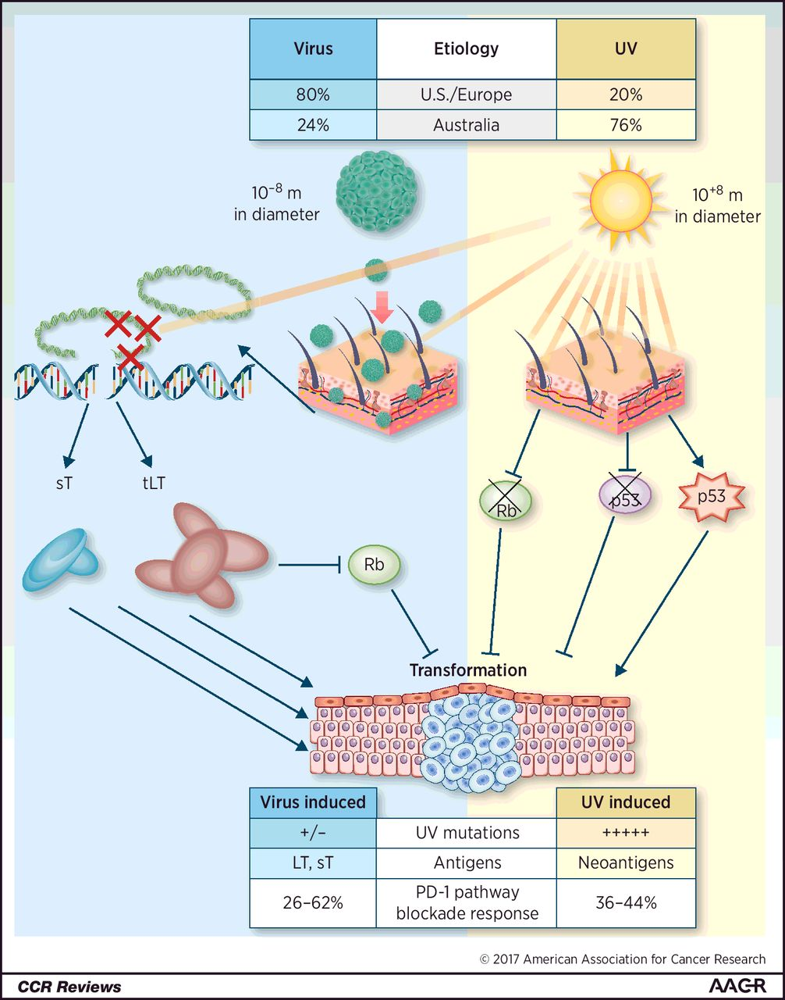 Virus Etiology UV
80% U.S./Europe 20%
24% Australia 76%
10⁻⁸ m
in diameter
10⁺⁸ m
in diameter
sT tLT
Rb
p53
p53
Rb
Transformation
Virus induced UV induced
+/– UV mutations +++++
LT, sT Antigens Neoantigens
26–62% PD-1 pathway
blockade response 36–44%
© 2017 American Association for Cancer Research
CCR Reviews AACR